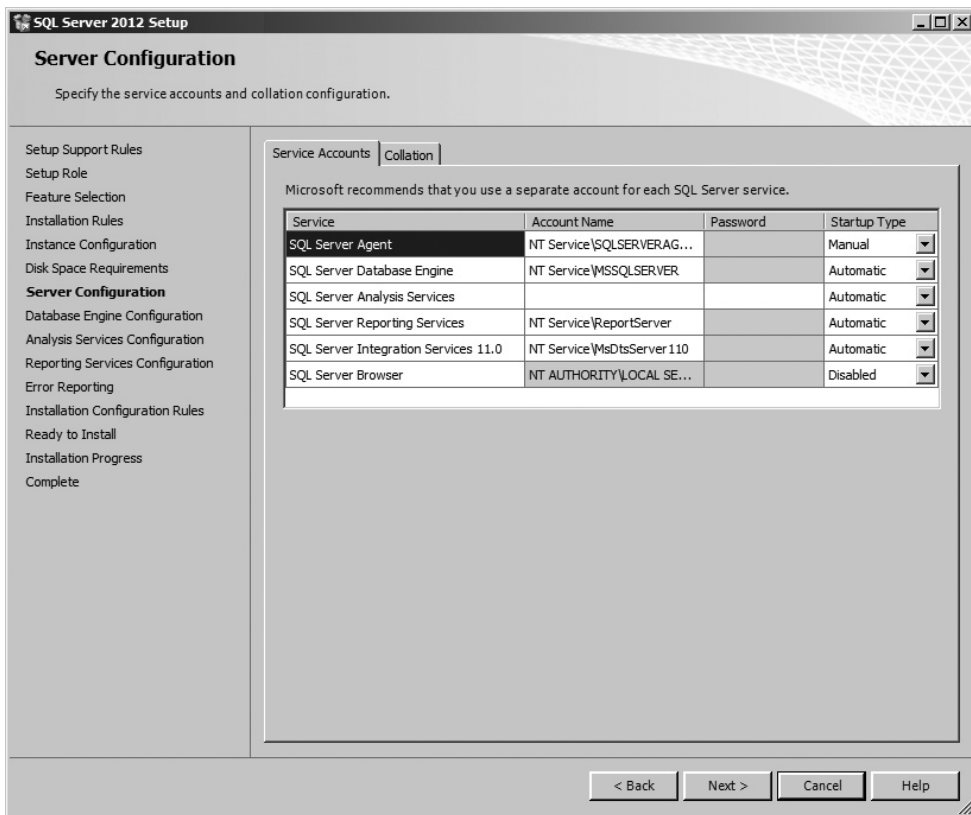 SQL Server 2012 Setup
Server Configuration
Specify the service accounts and collation configuration.
Setup Support Rules
Setup Role
Feature Selection
Installation Rules
Instance Configuration
Disk Space Requirements
Server Configuration
Database Engine Configuration
Analysis Services Configuration
Reporting Services Configuration
Error Reporting
Installation Configuration Rules
Ready to Install
Installation Progress
Complete
Service Accounts Collation
Microsoft recommends that you use a separate account for each SQL Server service.
Service Account Name Password Startup Type
SQL Server Agent NT Service\SQLSERVERAG... Manual
SQL Server Database Engine NT Service\MSSQLSERVER Automatic
SQL Server Analysis Services Automatic
SQL Server Reporting Services NT Service\ReportServer Automatic
SQL Server Integration Services 11.0 NT Service\MsDtsServer110 Automatic
SQL Server Browser NT AUTHORITY\LOCAL SE... Disabled
< Back Next > Cancel Help